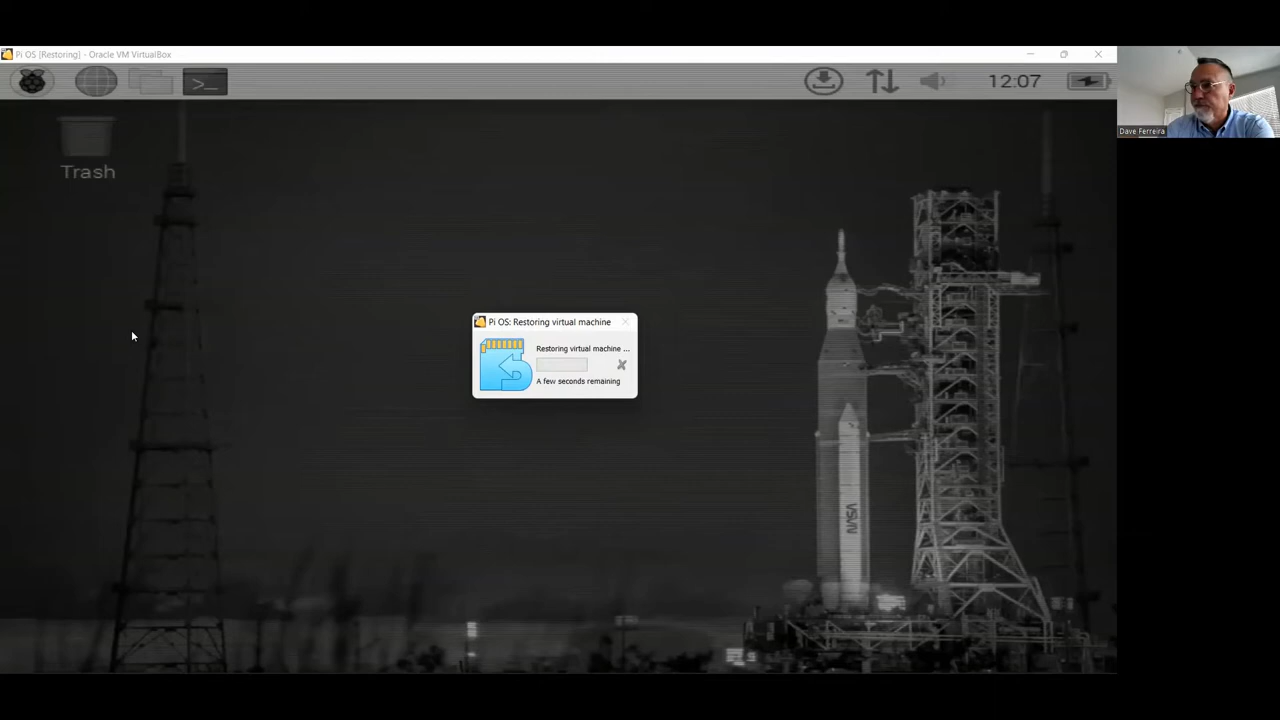 Pi OS [Restoring] - Oracle VM VirtualBox
>_
12:07
Dave Ferreira
Trash
Pi OS: Restoring virtual machine
Restoring virtual machine ...
A few seconds remaining
NASA